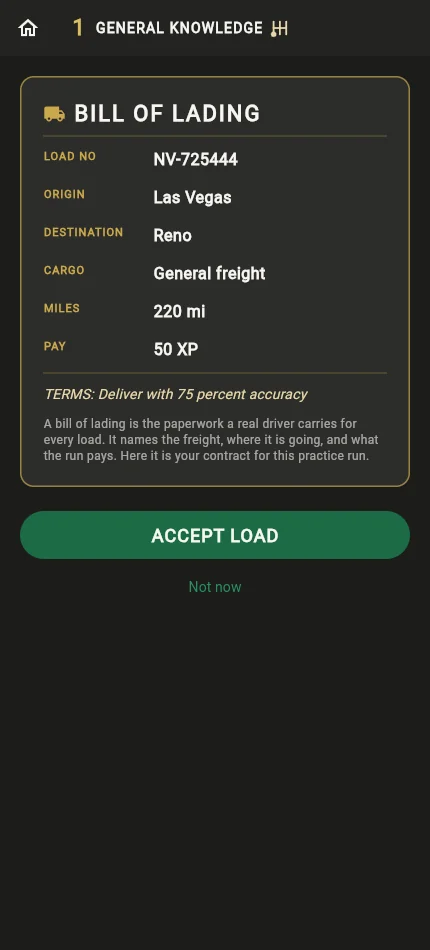 1 GENERAL KNOWLEDGE
BILL OF LADING
LOAD NO NV-725444
ORIGIN Las Vegas
DESTINATION Reno
CARGO General freight
MILES 220 mi
PAY 50 XP
TERMS: Deliver with 75 percent accuracy
A bill of lading is the paperwork a real driver carries for
every load. It names the freight, where it is going, and what
the run pays. Here it is your contract for this practice run.
ACCEPT LOAD
Not now